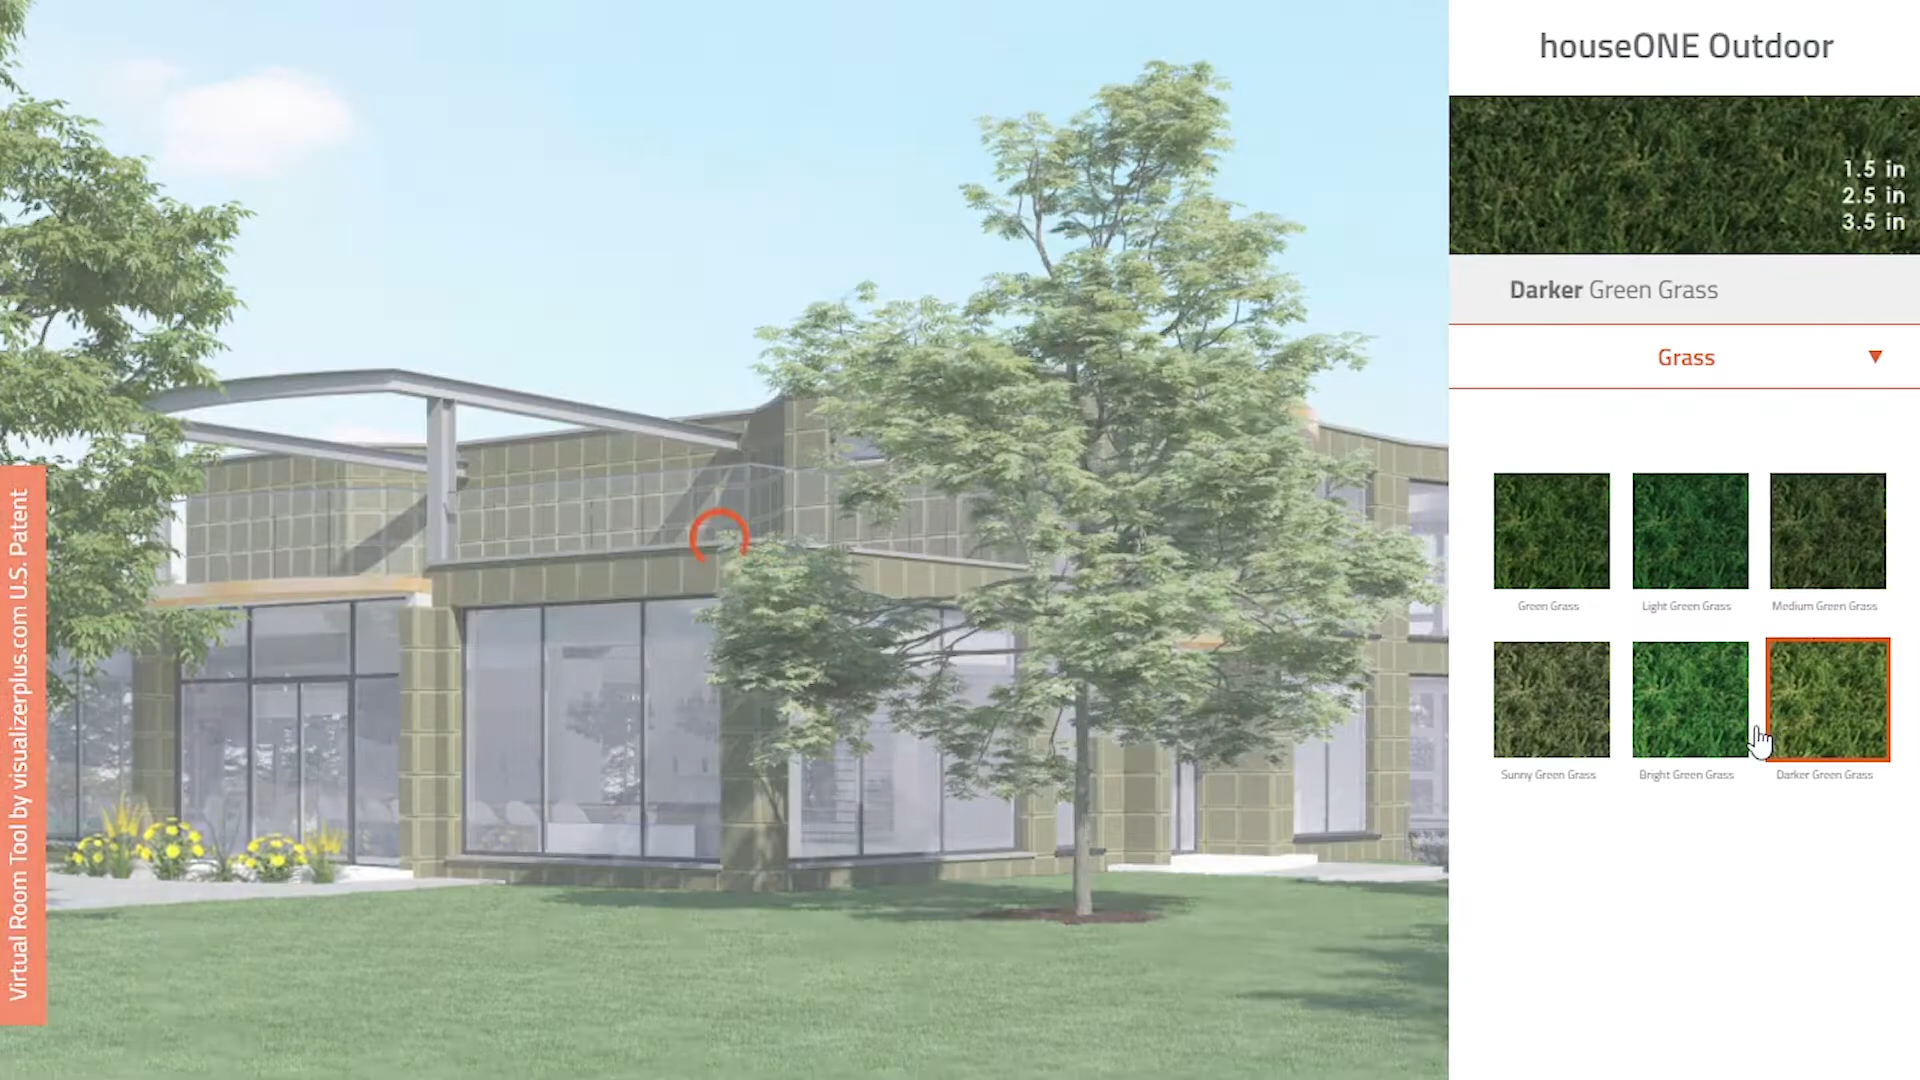 houseONE Outdoor
1.5 in
2.5 in
3.5 in
Darker Green Grass
Grass
Green Grass
Light Green Grass
Medium Green Grass
Sunny Green Grass
Bright Green Grass
Darker Green Grass
Virtual Room Tool by visualizerplus.com U.S. Patent